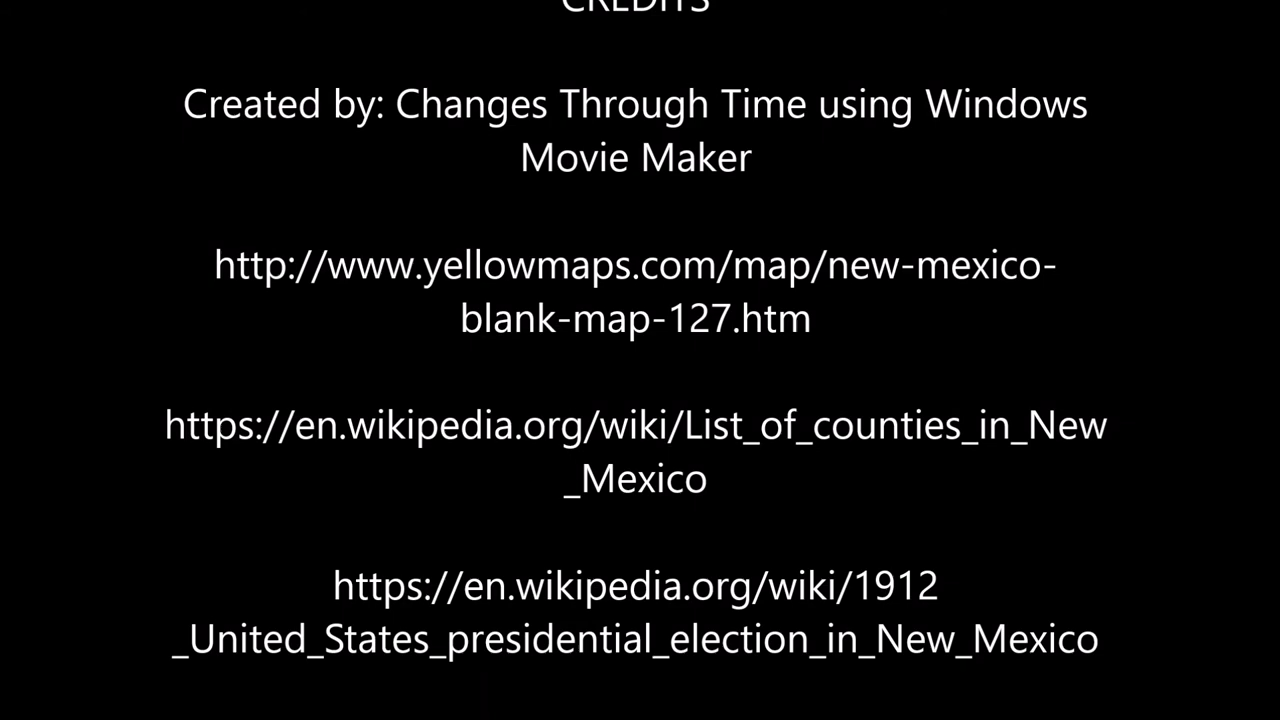 CREDITS
Created by: Changes Through Time using Windows
Movie Maker
http://www.yellowmaps.com/map/new-mexico-
blank-map-127.htm
https://en.wikipedia.org/wiki/List_of_counties_in_New
_Mexico
https://en.wikipedia.org/wiki/1912
_United_States_presidential_election_in_New_Mexico